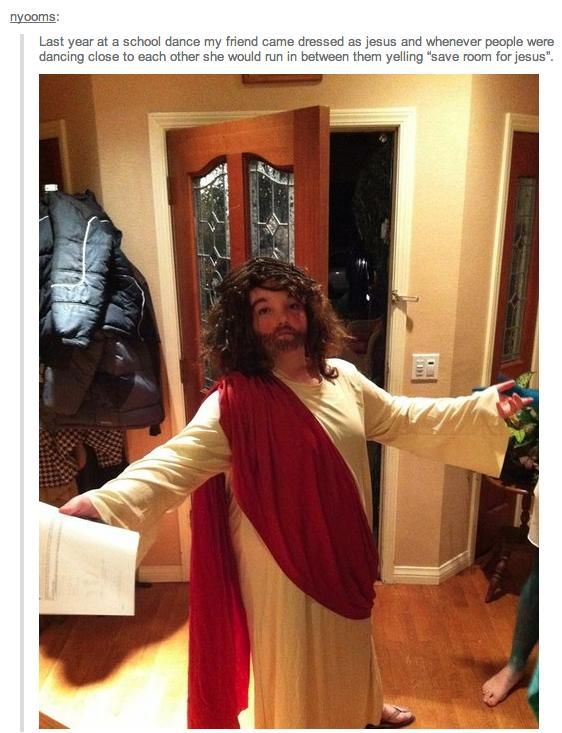 nyooms:
Last year at a school dance my friend came dressed as jesus and whenever people were
dancing close to each other she would run in between them yelling “save room for jesus”.